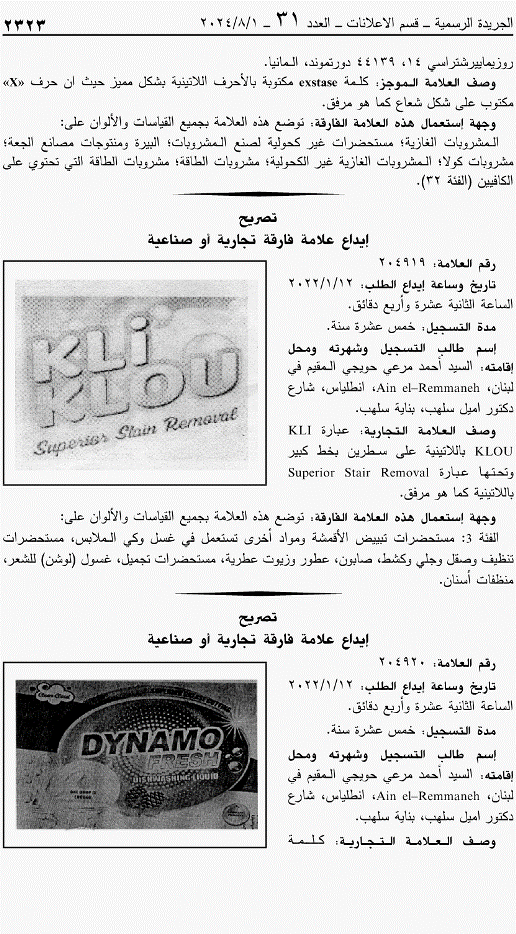 الجريدة الرسمية ــ قسم الاعلانات ــ العدد ٣١ ــ ٢٠٢٤/٨/١
٢٣٢٣
روزيماييرشتراسي ١٤، ٤٤١٣٩ دورتموند، المانيا.
وصف العلامة الموجز: كلمة exstase مكتوبة بالأحرف اللاتينية بشكل مميز حيث ان حرف «X»
مكتوب على شكل شعاع كما هو مرفق.
وجهة إستعمال هذه العلامة الفارقة: توضع هذه العلامة بجميع القياسات والألوان على:
المشروبات الغازية؛ مستحضرات غير كحولية لصنع المشروبات؛ البيرة ومنتوجات مصانع الجعة؛
مشروبات كولا؛ المشروبات الغازية غير الكحولية؛ مشروبات الطاقة؛ مشروبات الطاقة التي تحتوي على
الكافيين (الفئة ٣٢).
تصريح
إيداع علامة فارقة تجارية أو صناعية
رقم العلامة: ٢٠٤٩١٩
تاريخ وساعة إيداع الطلب: ٢٠٢٢/١/١٢
الساعة الثانية عشرة وأربع دقائق.
مدة التسجيل: خمس عشرة سنة.
إسم طالب التسجيل وشهرته ومحل
إقامته: السيد أحمد مرعي حويجي المقيم في
لبنان، Ain el–Remmaneh، انطلياس، شارع
دكتور اميل سلهب، بناية سلهب.
وصف العلامة التجارية: عبارة KLI
KLOU باللاتينية على سطرين بخط كبير
وتحتها عبارة Superior Stair Removal
باللاتينية كما هو مرفق.
KLi
KLOU
Superior Stain Removal
وجهة إستعمال هذه العلامة الفارقة: توضع هذه العلامة بجميع القياسات والألوان على:
الفئة 3: مستحضرات تبييض الأقمشة ومواد أخرى تستعمل في غسل وكي الملابس، مستحضرات
تنظيف وصقل وجلي وكشط، صابون، عطور وزيوت عطرية، مستحضرات تجميل، غسول (لوشن) للشعر،
منظفات أسنان.
تصريح
إيداع علامة فارقة تجارية أو صناعية
رقم العلامة: ٢٠٤٩٢٠
تاريخ وساعة إيداع الطلب: ٢٠٢٢/١/١٢
الساعة الثانية عشرة وأربع دقائق.
مدة التسجيل: خمس عشرة سنة.
إسم طالب التسجيل وشهرته ومحل
إقامته: السيد أحمد مرعي حويجي المقيم في
لبنان، Ain el–Remmaneh، انطلياس، شارع
دكتور اميل سلهب، بناية سلهب.
وصف العلامة التجارية: كلمة
DYNAMO
FRESH
DISHWASHING LIQUID